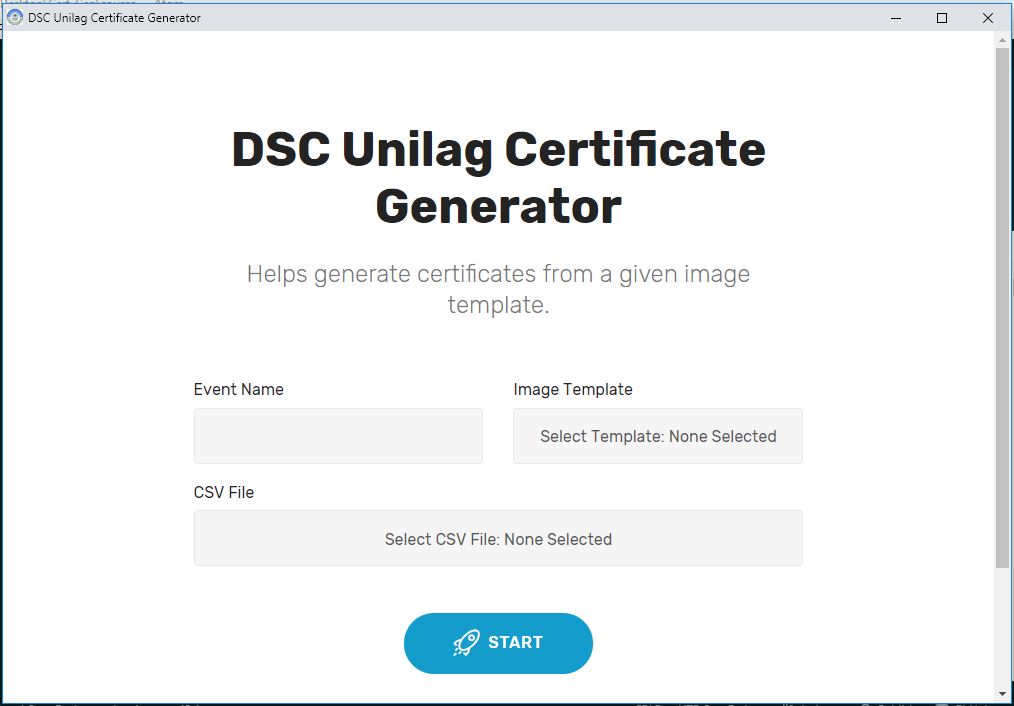 DSC Unilag Certificate Generator
DSC Unilag Certificate
Generator
Helps generate certificates from a given image
template.
Event Name
Image Template
Select Template: None Selected
CSV File
Select CSV File: None Selected
START